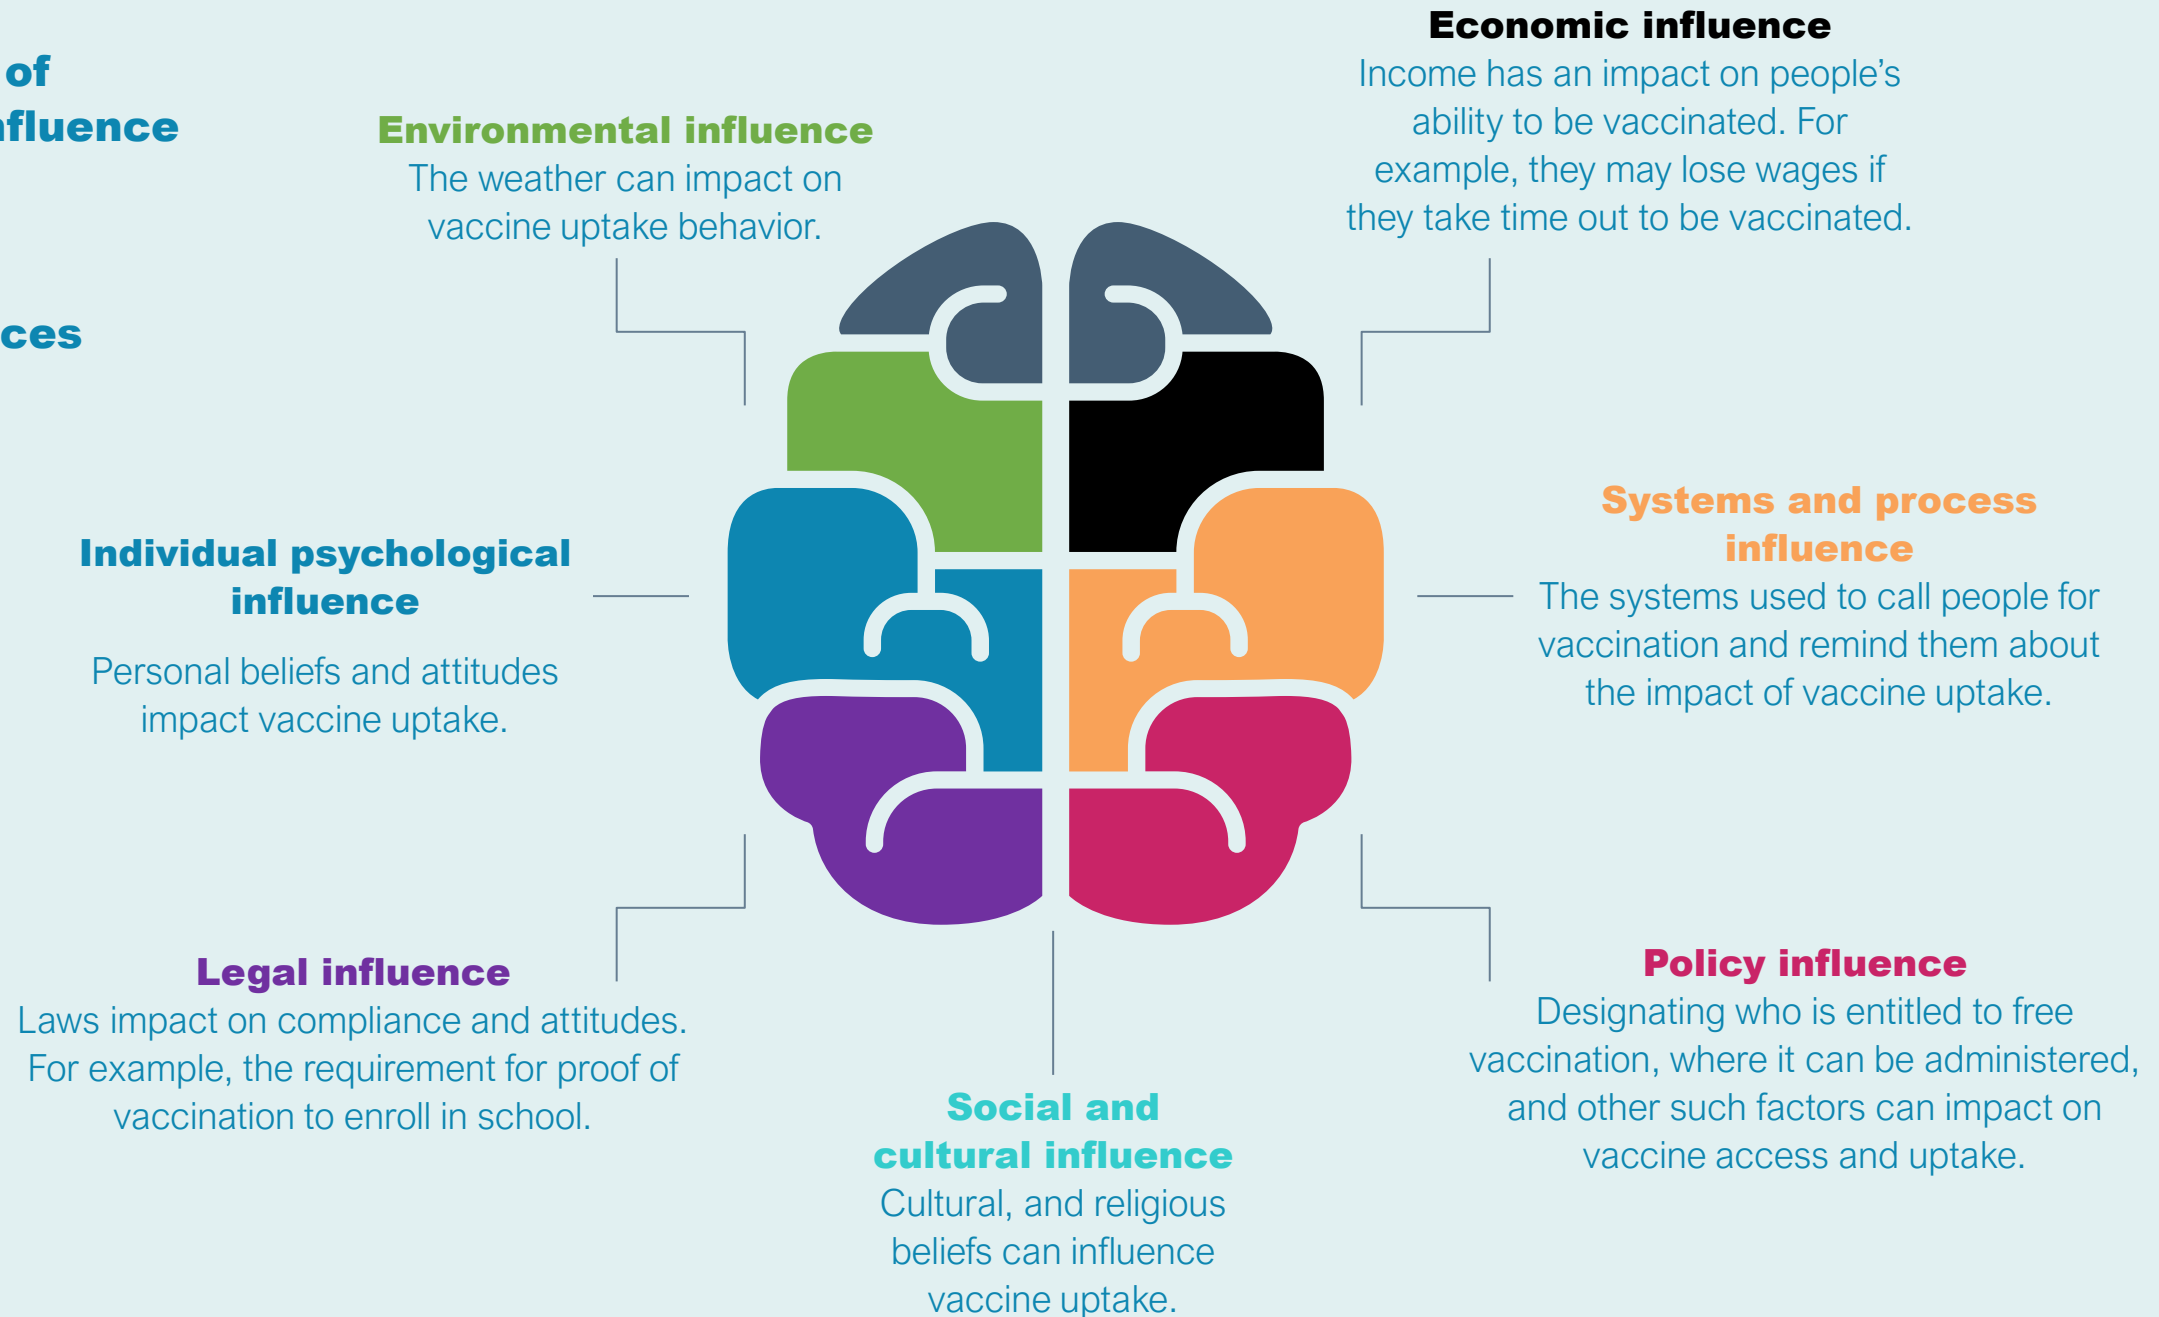 of
fluence
ces
Environmental influence
The weather can impact on
vaccine uptake behavior.
Economic influence
Income has an impact on people's
ability to be vaccinated. For
example, they may lose wages if
they take time out to be vaccinated.
Individual psychological
influence
Personal beliefs and attitudes
impact vaccine uptake.
Systems and process
influence
The systems used to call people for
vaccination and remind them about
the impact of vaccine uptake.
Legal influence
Laws impact on compliance and attitudes.
For example, the requirement for proof of
vaccination to enroll in school.
Social and
cultural influence
Cultural, and religious
beliefs can influence
vaccine uptake.
Policy influence
Designating who is entitled to free
vaccination, where it can be administered,
and other such factors can impact on
vaccine access and uptake.